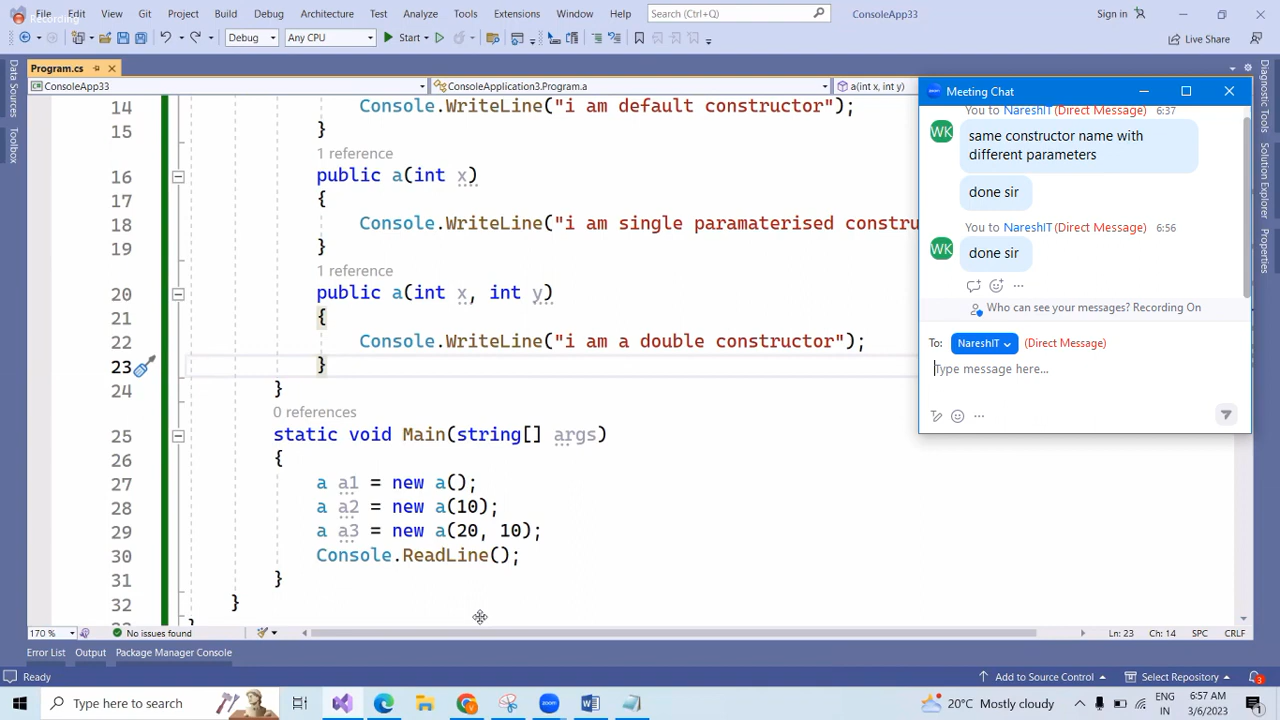 Recording
File Edit View Git Project Build Debug Architecture Test Analyze Tools Extensions Window Help Search (Ctrl+Q) ConsoleApp33 Sign in
Debug Any CPU Start Live Share
Program.cs
ConsoleApp33 ConsoleApplication3.Program.a a(int x, int y)
Data Sources
Toolbox
Diagnostic Tools
Solution Explorer
Properties
14 Console.WriteLine("i am default constructor");
15 }
1 reference
16 public a(int x)
17 {
18 Console.WriteLine("i am single paramaterised constru
19 }
1 reference
20 public a(int x, int y)
21 {
22 Console.WriteLine("i am a double constructor");
23 }
24 }
0 references
25 static void Main(string[] args)
26 {
27 a a1 = new a();
28 a a2 = new a(10);
29 a a3 = new a(20, 10);
30 Console.ReadLine();
31 }
32 }
Meeting Chat
You to NareshIT (Direct Message) 6:37
WK
same constructor name with
different parameters
done sir
You to NareshIT (Direct Message) 6:56
WK
done sir
Who can see your messages? Recording On
To: NareshIT (Direct Message)
Type message here...
170 % No issues found Ln: 23 Ch: 14 SPC CRLF
Error List Output Package Manager Console
Ready Add to Source Control Select Repository 3
Type here to search 20°C Mostly cloudy ENG IN 6:57 AM 3/6/2023 1
zoom